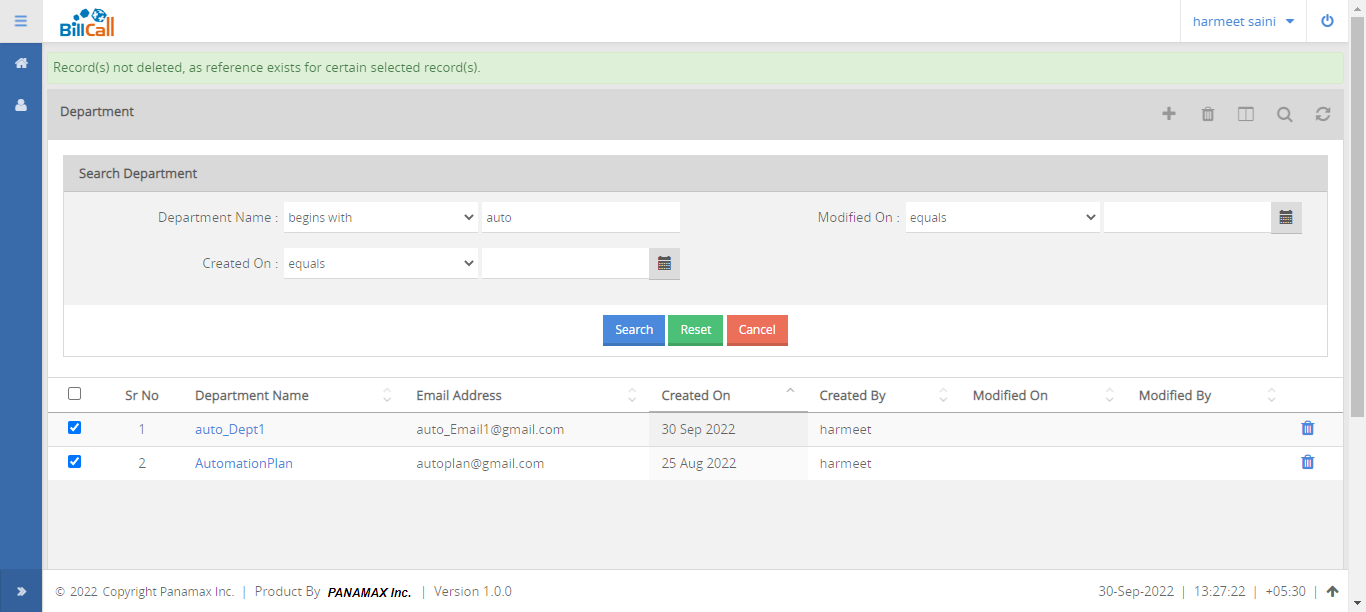 BillCall
harmeet saini
Record(s) not deleted, as reference exists for certain selected record(s).
Department
Search Department
Department Name : begins with auto Modified On : equals
Created On : equals
Search Reset Cancel
Sr No Department Name Email Address Created On Created By Modified On Modified By
1 auto_Dept1 auto_Email1@gmail.com 30 Sep 2022 harmeet
2 AutomationPlan autoplan@gmail.com 25 Aug 2022 harmeet
© 2022 Copyright Panamax Inc. | Product By PANAMAX Inc. | Version 1.0.0 30-Sep-2022 | 13:27:22 | +05:30 |